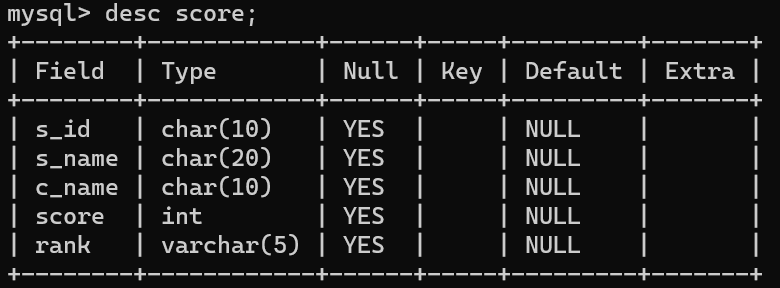 mysql> desc score;
+--------+------------+------+-----+---------+-------+
| Field  | Type       | Null | Key | Default | Extra |
+--------+------------+------+-----+---------+-------+
| s_id   | char(10)   | YES  |     | NULL    |       |
| s_name | char(20)   | YES  |     | NULL    |       |
| c_name | char(10)   | YES  |     | NULL    |       |
| score  | int        | YES  |     | NULL    |       |
| rank   | varchar(5) | YES  |     | NULL    |       |
+--------+------------+------+-----+---------+-------+